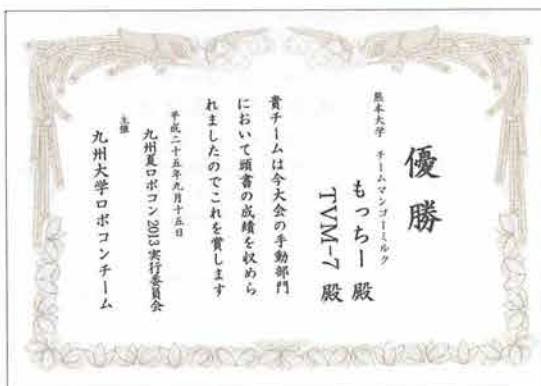 優勝
熊本大学 チームマンゴーミルク
もっちー殿
TVM-7 殿
貴チームは今大会の手動部門
において頭書の成績を収めら
れましたのでこれを賞します
平成二十五年九月十五日
九州夏ロボコン2013実行委員会
主催
九州大学ロボコンチーム